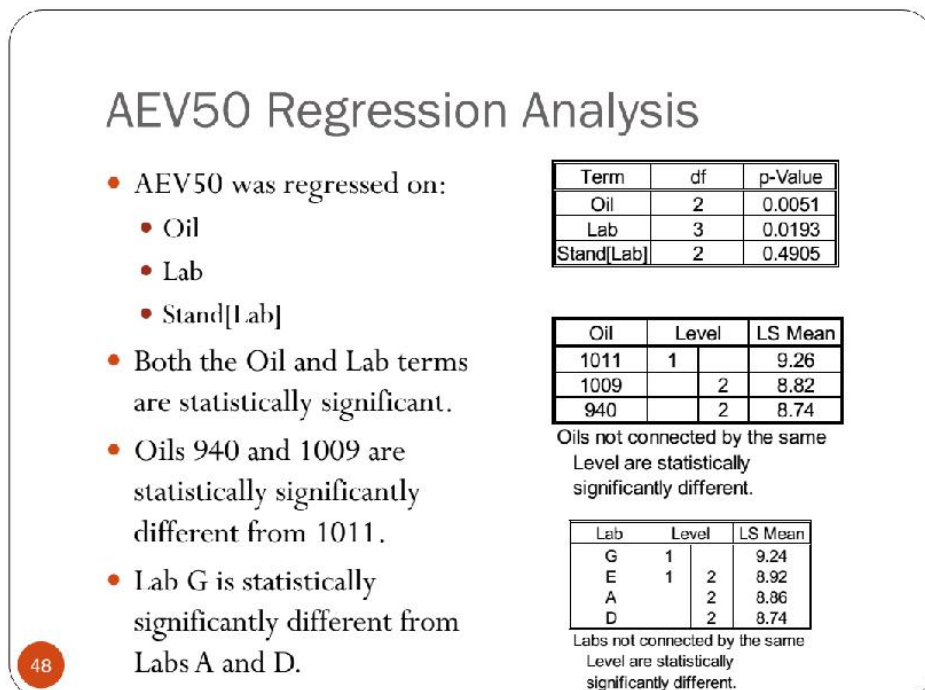 AEV50 Regression Analysis
AEV50 was regressed on:
Oil
Lab
Stand[Lab]
Both the Oil and Lab terms
are statistically significant.
Oils 940 and 1009 are
statistically significantly
different from 1011.
Lab G is statistically
significantly different from
Labs A and D.
48
Term df p-Value
Oil 2 0.0051
Lab 3 0.0193
Stand[Lab] 2 0.4905
Oil Level LS Mean
1011 1 9.26
1009 2 8.82
940 2 8.74
Oils not connected by the same
Level are statistically
significantly different.
Lab Level LS Mean
G 1 9.24
E 1 2 8.92
A 2 8.86
D 2 8.74
Labs not connected by the same
Level are statistically
significantly different.